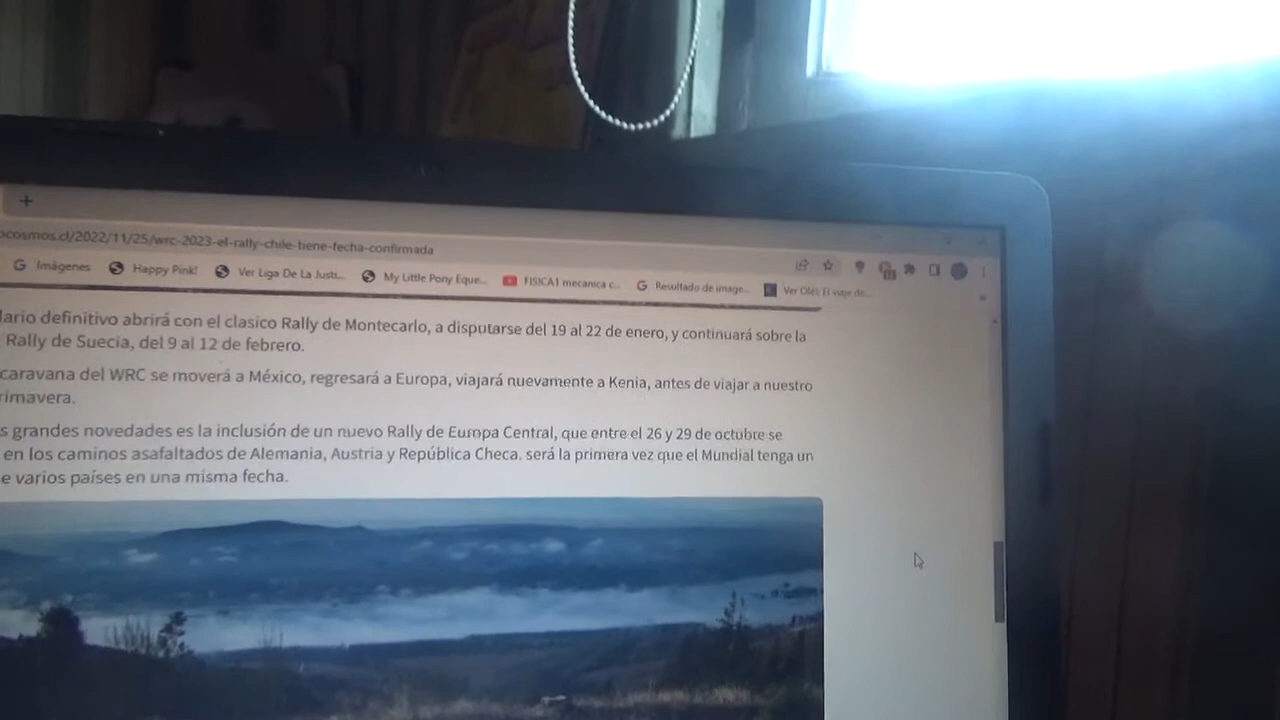 +
ocosmos.cl/2022/11/25/wrc-2023-el-rally-chile-tiene-fecha-confirmada
G Imágenes Happy Pink! Ver Liga De La Justi... My Little Pony Eque... FISICA1 mecanica c... G Resultado de image... Ver Olé! El viaje de...
dario definitivo abrirá con el clasico Rally de Montecarlo, a disputarse del 19 al 22 de enero, y continuará sobre la
Rally de Suecia, del 9 al 12 de febrero.
caravana del WRC se moverá a México, regresará a Europa, viajará nuevamente a Kenia, antes de viajar a nuestro
rimavera.
s grandes novedades es la inclusión de un nuevo Rally de Europa Central, que entre el 26 y 29 de octubre se
en los caminos asafaltados de Alemania, Austria y República Checa. será la primera vez que el Mundial tenga un
e varios países en una misma fecha.